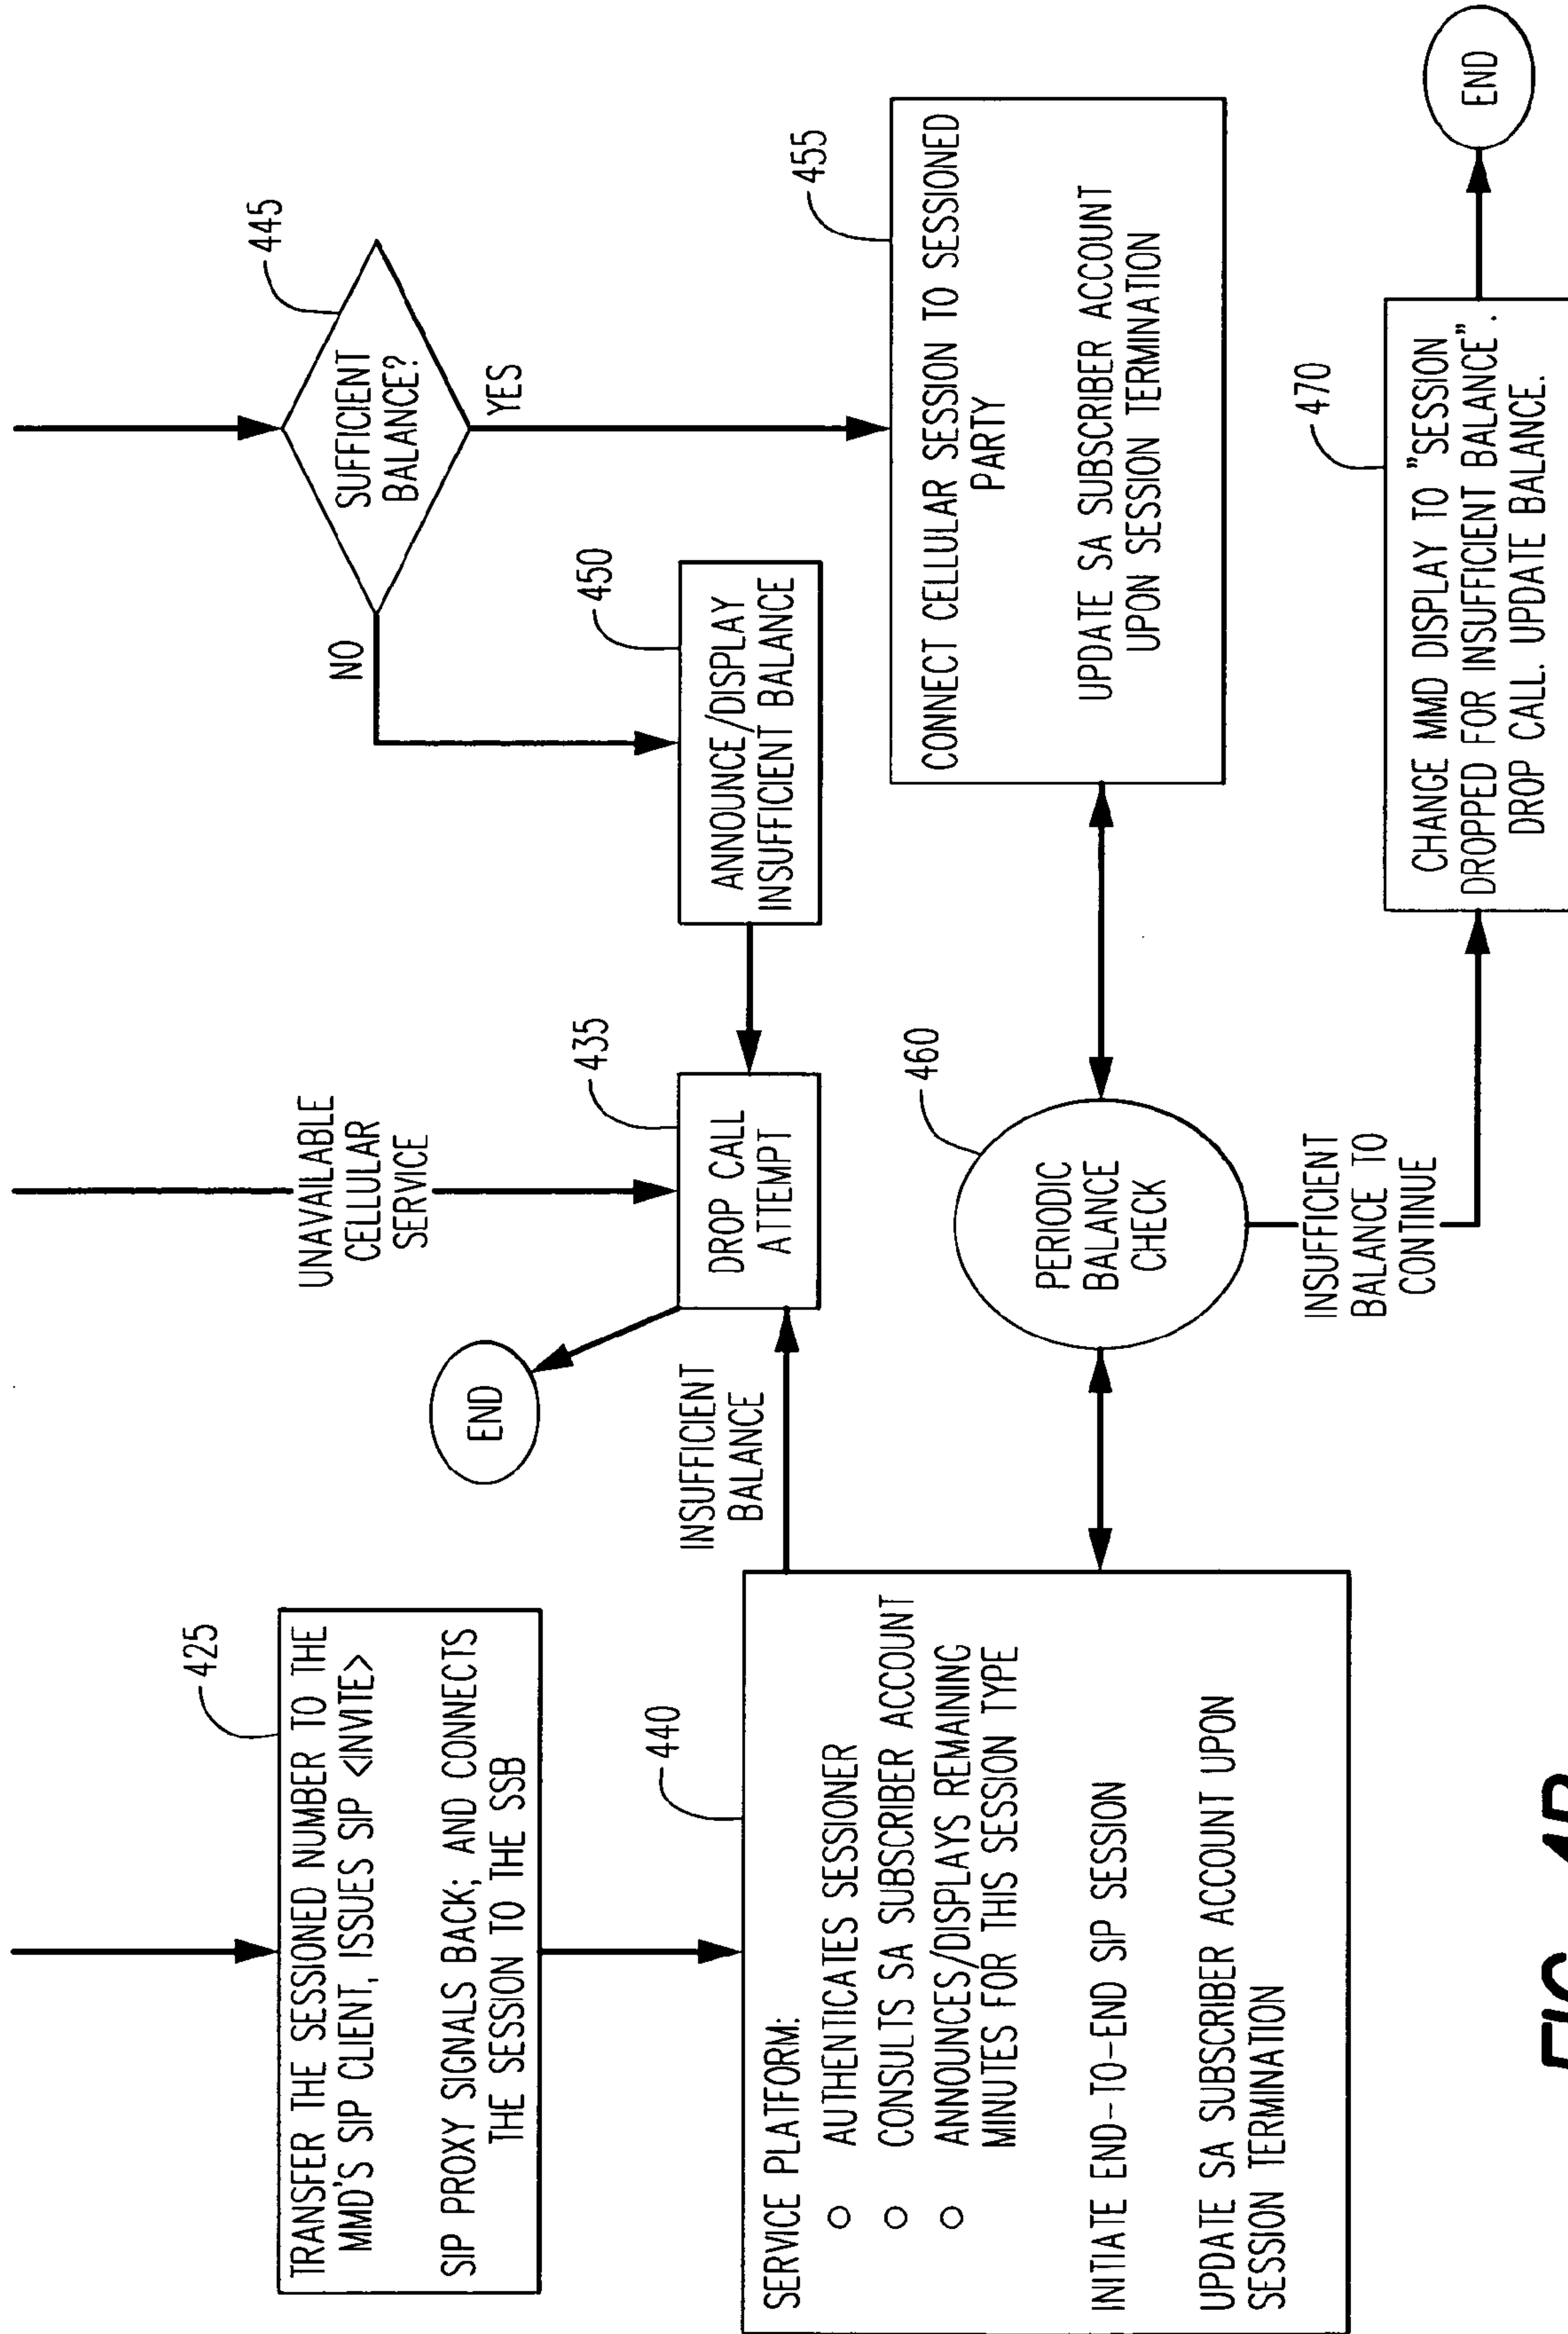 425
TRANSFER THE SESSIONED NUMBER TO THE
MMD'S SIP CLIENT, ISSUES SIP <INVITE>
SIP PROXY SIGNALS BACK; AND CONNECTS
THE SESSION TO THE SSB
UNAVAILABLE
CELLULAR
SERVICE
445
SUFFICIENT
BALANCE?
NO
YES
END
435
DROP CALL
ATTEMPT
450
ANNOUNCE/DISPLAY
INSUFFICIENT BALANCE
INSUFFICIENT
BALANCE
440
SERVICE PLATFORM:
○ AUTHENTICATES SESSIONER
○ CONSULTS SA SUBSCRIBER ACCOUNT
○ ANNOUNCES/DISPLAYS REMAINING
MINUTES FOR THIS SESSION TYPE
INITIATE END-TO-END SIP SESSION
UPDATE SA SUBSCRIBER ACCOUNT UPON
SESSION TERMINATION
460
PERIODIC
BALANCE
CHECK
455
CONNECT CELLULAR SESSION TO SESSIONED
PARTY
UPDATE SA SUBSCRIBER ACCOUNT
UPON SESSION TERMINATION
INSUFFICIENT
BALANCE TO
CONTINUE
470
CHANGE MMD DISPLAY TO "SESSION
DROPPED FOR INSUFFICIENT BALANCE".
DROP CALL. UPDATE BALANCE.
END